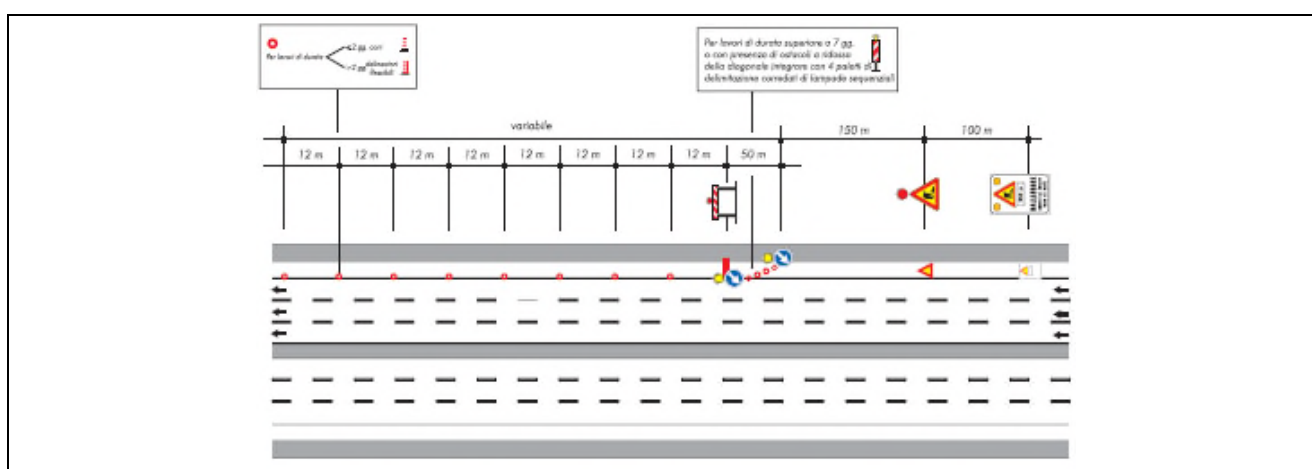 Per lavori di durata
≤2 gg. coni
>2 gg delineatori
flessibili
Per lavori di durata superiore a 7 gg.
o con presenza di ostacoli a ridosso
della diagonale integrare con 4 paletti di
delimitazione corredati di lampade sequenziali
variabile
150 m
100 m
12 m
12 m
12 m
12 m
12 m
12 m
12 m
12 m
50 m